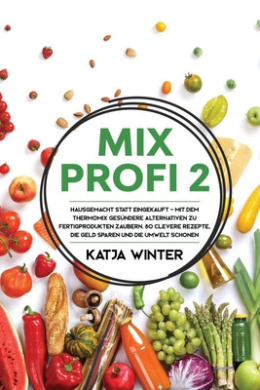 MIX
PROFI 2
HAUSGEMACHT STATT EINGEKAUFT – MIT DEM
THERMOMIX GESÜNDERE ALTERNATIVEN ZU
FERTIGPRODUKTEN ZAUBERN. 80 CLEVERE REZEPTE,
DIE GELD SPAREN UND DIE UMWELT SCHONEN
KATJA WINTER